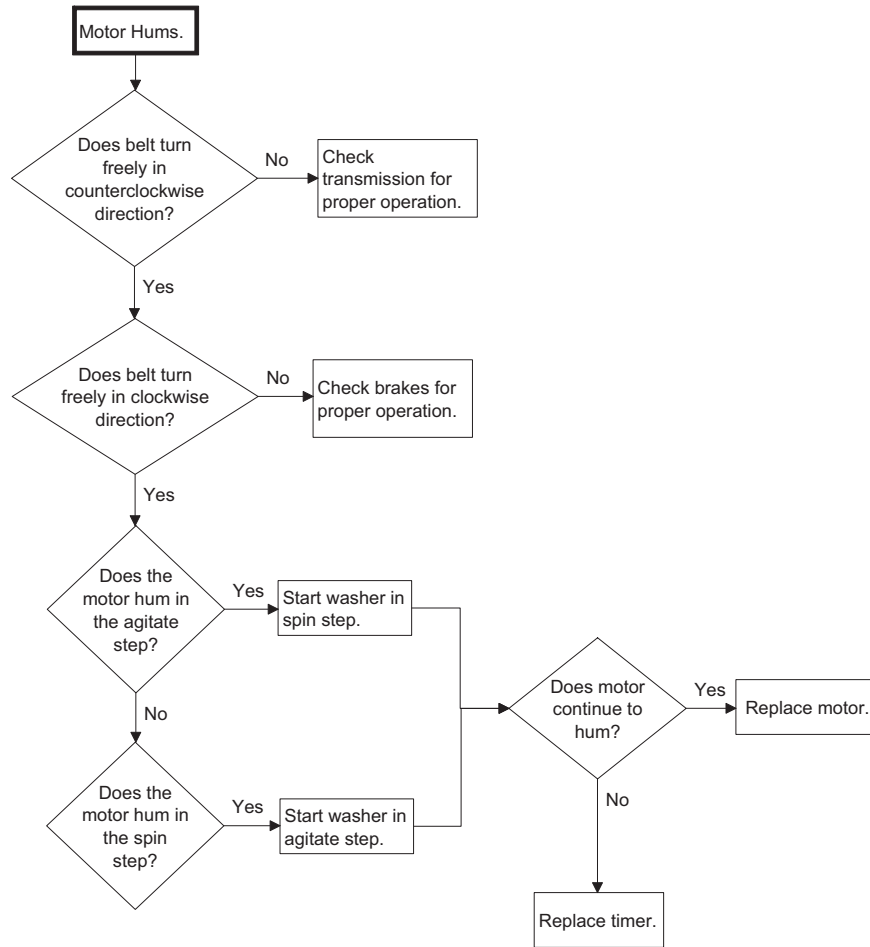 Motor Hums.
Does belt turn
freely in
counterclockwise
direction?
No
Check
transmission for
proper operation.
Yes
Does belt turn
freely in clockwise
direction?
No
Check brakes for
proper operation.
Yes
Does the
motor hum in
the agitate
step?
Yes
Start washer in
spin step.
No
Does the
motor hum in
the spin
step?
Yes
Start washer in
agitate step.
Does motor
continue to
hum?
Yes
Replace motor.
No
Replace timer.